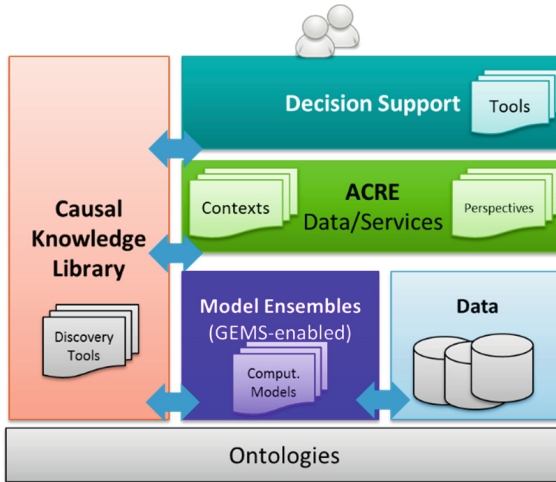 Decision Support
Tools
Causal
Knowledge
Library
Discovery
Tools
Contexts
ACRE
Data/Services
Perspectives
Model Ensembles
(GEMS-enabled)
Comput.
Models
Data
Ontologies